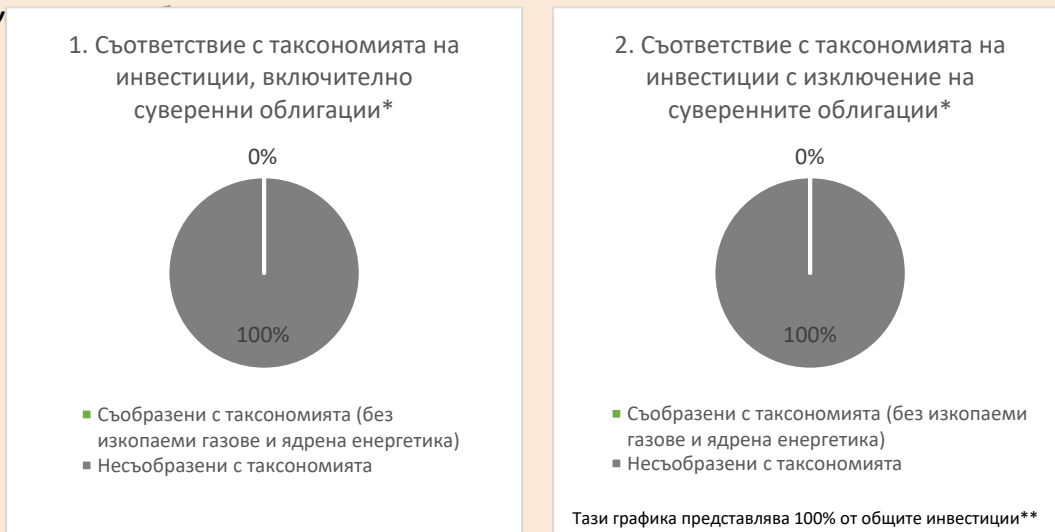 1. Съответствие с таксономията на
инвестиции, включително
суверенни облигации*
0%
100%
Съобразени с таксономията (без
изкопаеми газове и ядрена енергетика)
Несъобразени с таксономията
2. Съответствие с таксономията на
инвестиции с изключение на
суверенните облигации*
0%
100%
Съобразени с таксономията (без изкопаеми
газове и ядрена енергетика)
Несъобразени с таксономията
Тази графика представлява 100% от общите инвестиции**